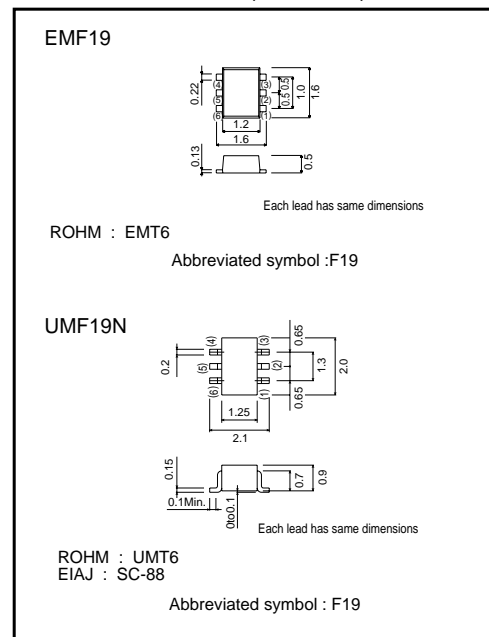 EMF19
0.22
(4)
(5)
(6)
(3)
(2)
(1)
0.5
0.5
1.0
1.6
1.2
1.6
0.13
0.5
Each lead has same dimensions
ROHM : EMT6
Abbreviated symbol :F19
UMF19N
0.2
(4)
(5)
(6)
(3)
(2)
(1)
0.65
0.65
1.3
2.0
1.25
2.1
0.15
0.1Min.
0to0.1
0.7
0.9
Each lead has same dimensions
ROHM : UMT6
EIAJ : SC-88
Abbreviated symbol : F19